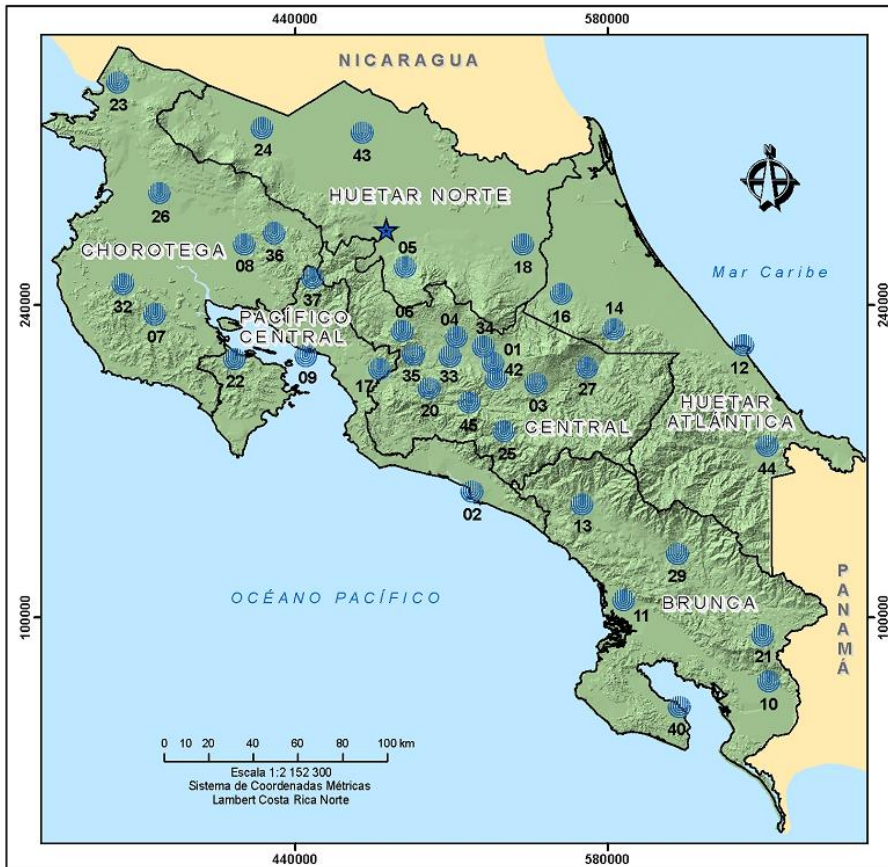 440000
580000
NICARAGUA
23
24
43
HUETAR NORTE
26
CHOROTEGA
08
36
05
18
Mar Caribe
32
37
06
04
34
16
14
240000
240000
07
PACÍFICO
CENTRAL
01
12
22
09
17
35
33
42
03
27
20
45
HUETAR
ATLÁNTICA
25
CENTRAL
44
02
13
29
OCÉANO PACÍFICO
11
BRUNCA
PANAMÁ
100000
100000
21
10
40
0 10 20 40 60 80 100 km
Escala 1:2 152 300
Sistema de Coordenadas Métricas
Lambert Costa Rica Norte
440000
580000